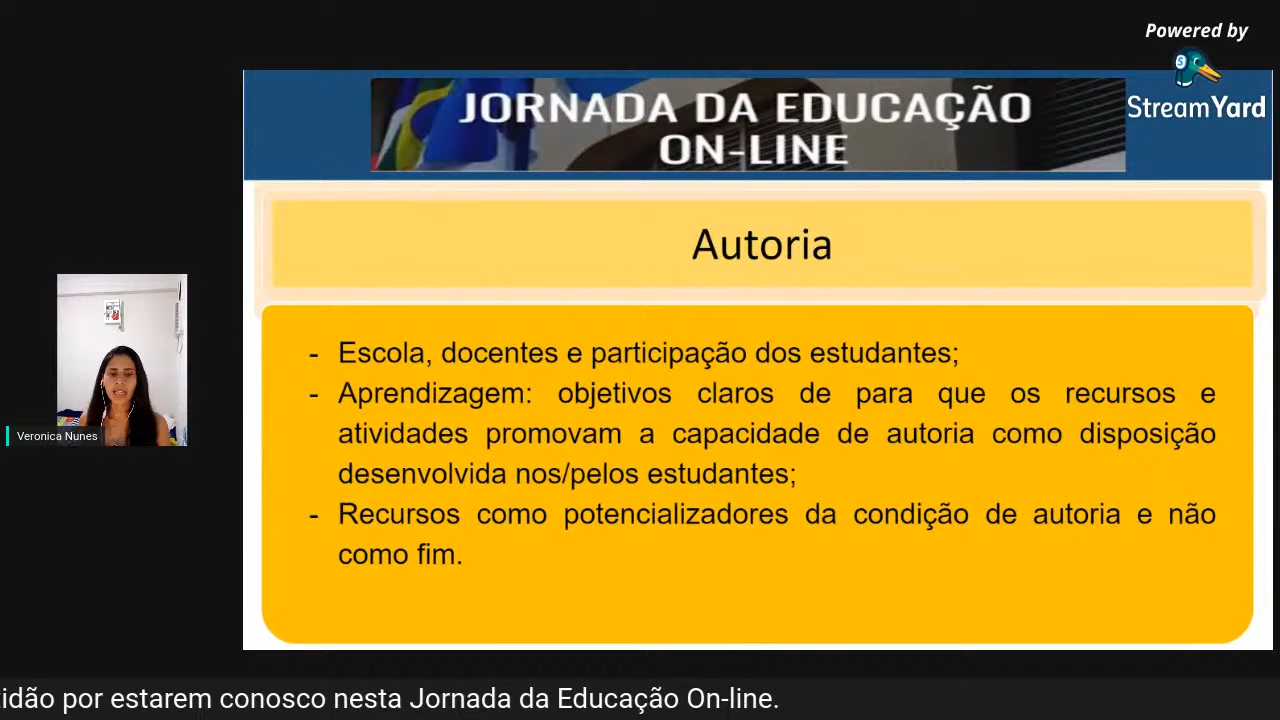 Powered by
StreamYard
JORNADA DA EDUCAÇÃO
ON-LINE
Autoria
- Escola, docentes e participação dos estudantes;
- Aprendizagem: objetivos claros de para que os recursos e
atividades promovam a capacidade de autoria como disposição
desenvolvida nos/pelos estudantes;
- Recursos como potencializadores da condição de autoria e não
como fim.
Veronica Nunes
por estarem conosco nesta Jornada da Educação On-line.